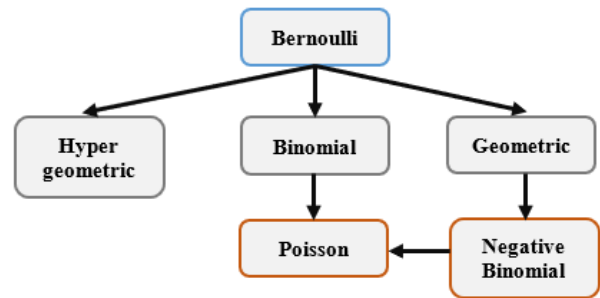 Bernoulli
Hyper
geometric
Binomial
Geometric
Poisson
Negative
Binomial